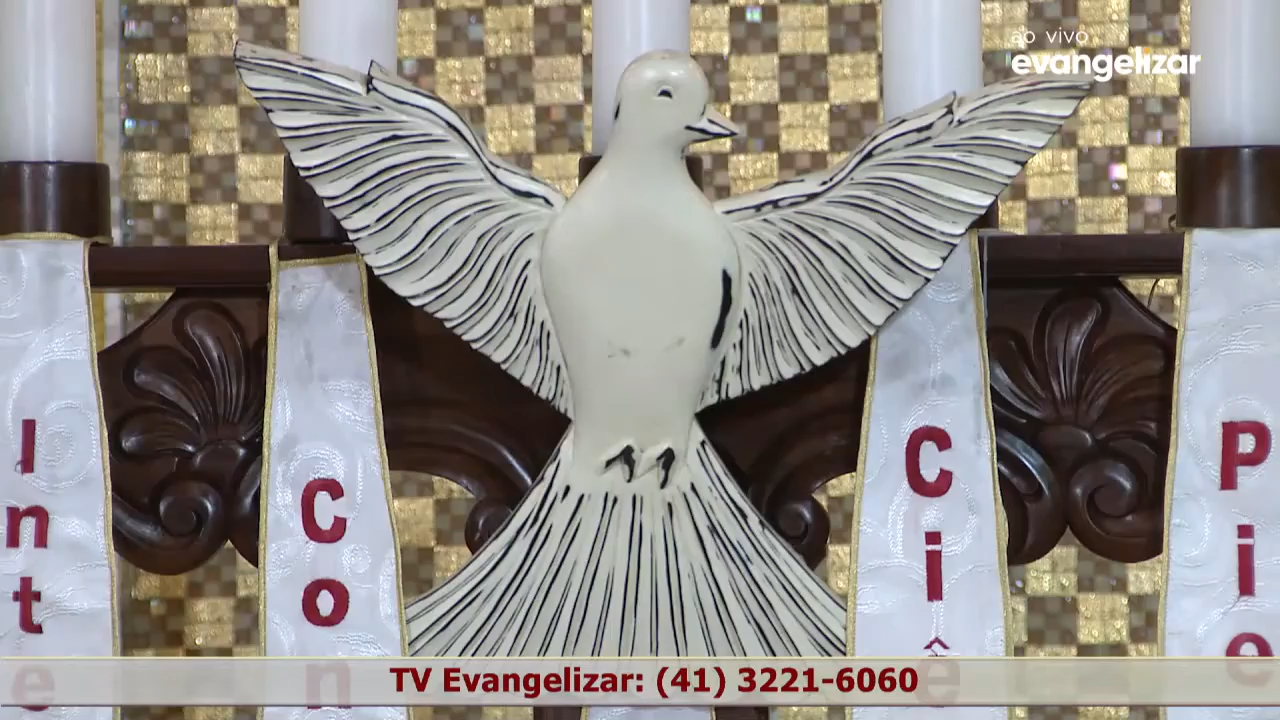 ao vivo
evangelizar
I
n
t
e
C
o
n
C
i
ê
P
i
e
TV Evangelizar: (41) 3221-6060